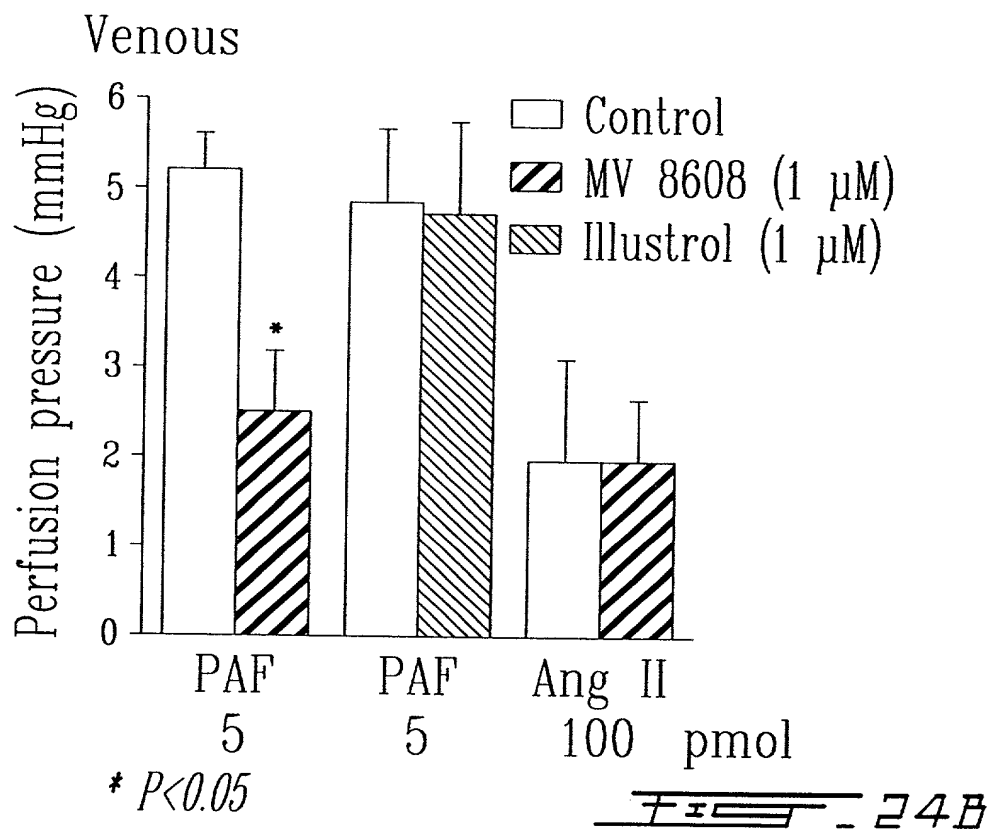 Venous
Perfusion pressure (mmHg)
6
5
4
3
2
1
0
*
Control
MV 8608 (1 µM)
Illustrol (1 µM)
PAF PAF Ang II
5 5 100 pmol
* P<0.05
FIG_24B